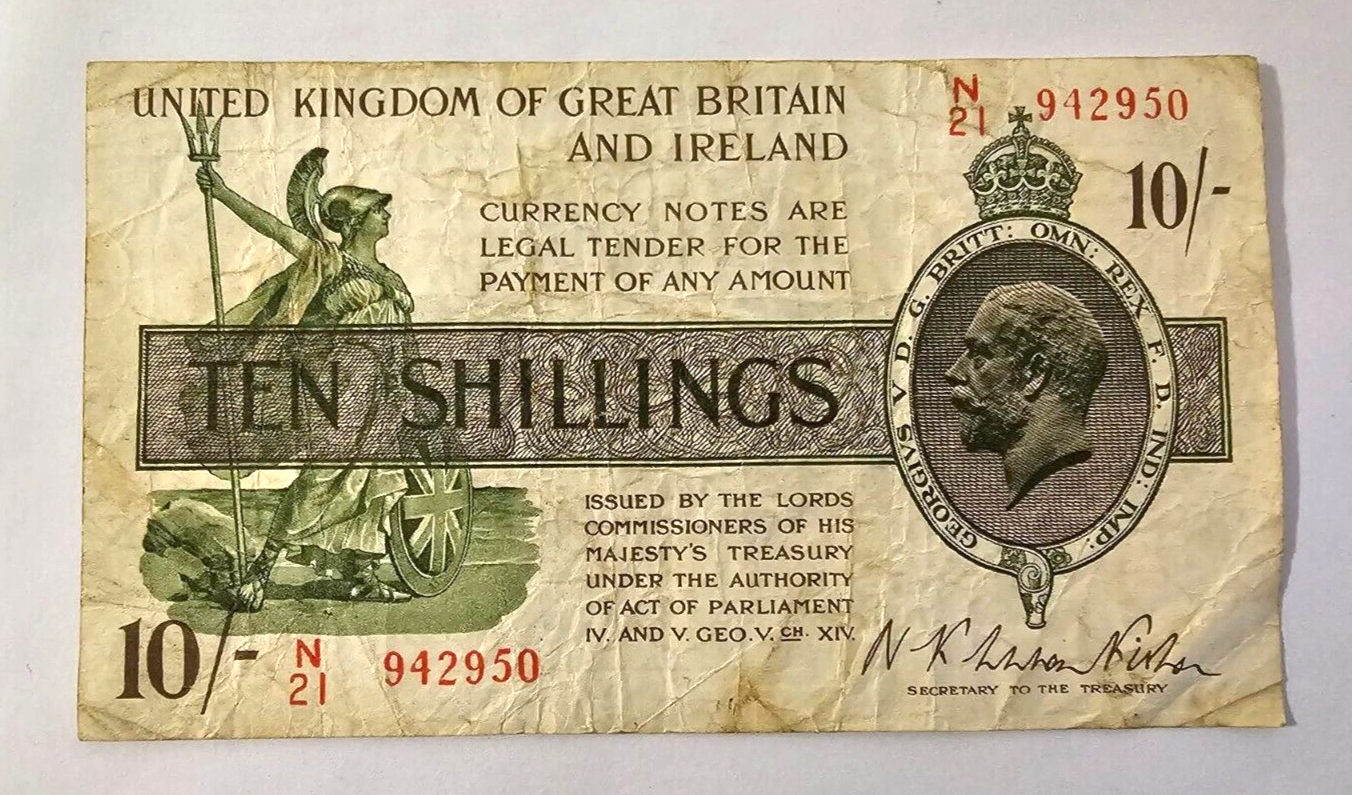 UNITED KINGDOM OF GREAT BRITAIN
AND IRELAND
N
21 942950
10/-
CURRENCY NOTES ARE
LEGAL TENDER FOR THE
PAYMENT OF ANY AMOUNT
TEN SHILLINGS
GEORGIVS V D. G. BRITT: OMN: REX F. D. IND: IMP:
ISSUED BY THE LORDS
COMMISSIONERS OF HIS
MAJESTY'S TREASURY
UNDER THE AUTHORITY
OF ACT OF PARLIAMENT
IV. AND V. GEO. V. CH. XIV.
10/-
N
21 942950
SECRETARY TO THE TREASURY